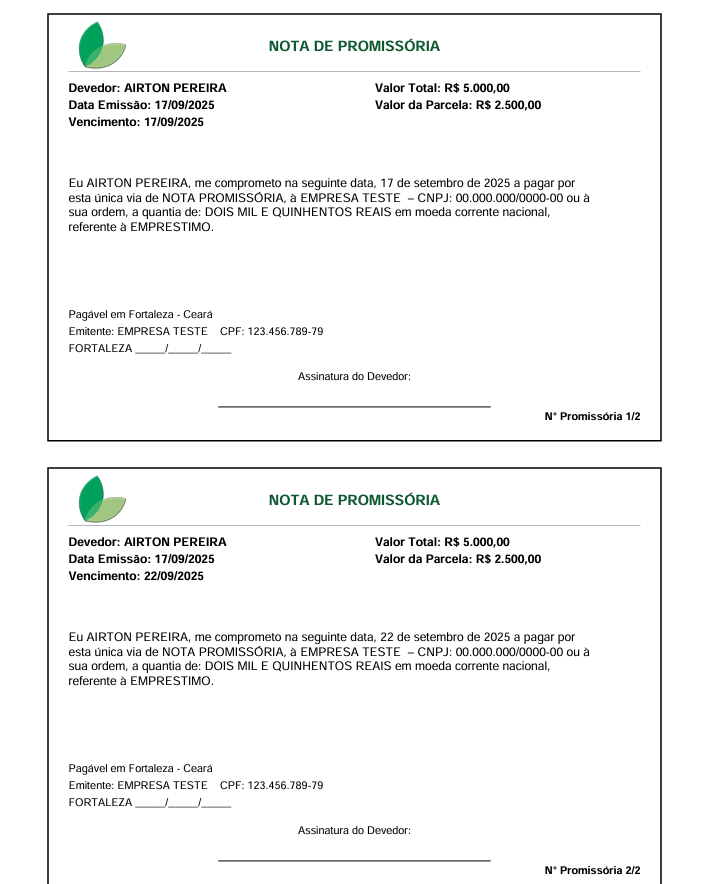 NOTA DE PROMISSÓRIA
Devedor: AIRTON PEREIRA
Valor Total: R$ 5.000,00
Data Emissão: 17/09/2025
Valor da Parcela: R$ 2.500,00
Vencimento: 17/09/2025
Eu AIRTON PEREIRA, me comprometo na seguinte data, 17 de setembro de 2025 a pagar por
esta única via de NOTA PROMISSÓRIA, à EMPRESA TESTE – CNPJ: 00.000.000/0000-00 ou à
sua ordem, a quantia de: DOIS MIL E QUINHENTOS REAIS em moeda corrente nacional,
referente à EMPRESTIMO.
Pagável em Fortaleza - Ceará
Emitente: EMPRESA TESTE CPF: 123.456.789-79
FORTALEZA _____/_____/_____
Assinatura do Devedor:
N° Promissória 1/2
NOTA DE PROMISSÓRIA
Devedor: AIRTON PEREIRA
Valor Total: R$ 5.000,00
Data Emissão: 17/09/2025
Valor da Parcela: R$ 2.500,00
Vencimento: 22/09/2025
Eu AIRTON PEREIRA, me comprometo na seguinte data, 22 de setembro de 2025 a pagar por
esta única via de NOTA PROMISSÓRIA, à EMPRESA TESTE – CNPJ: 00.000.000/0000-00 ou à
sua ordem, a quantia de: DOIS MIL E QUINHENTOS REAIS em moeda corrente nacional,
referente à EMPRESTIMO.
Pagável em Fortaleza - Ceará
Emitente: EMPRESA TESTE CPF: 123.456.789-79
FORTALEZA _____/_____/_____
Assinatura do Devedor:
N° Promissória 2/2